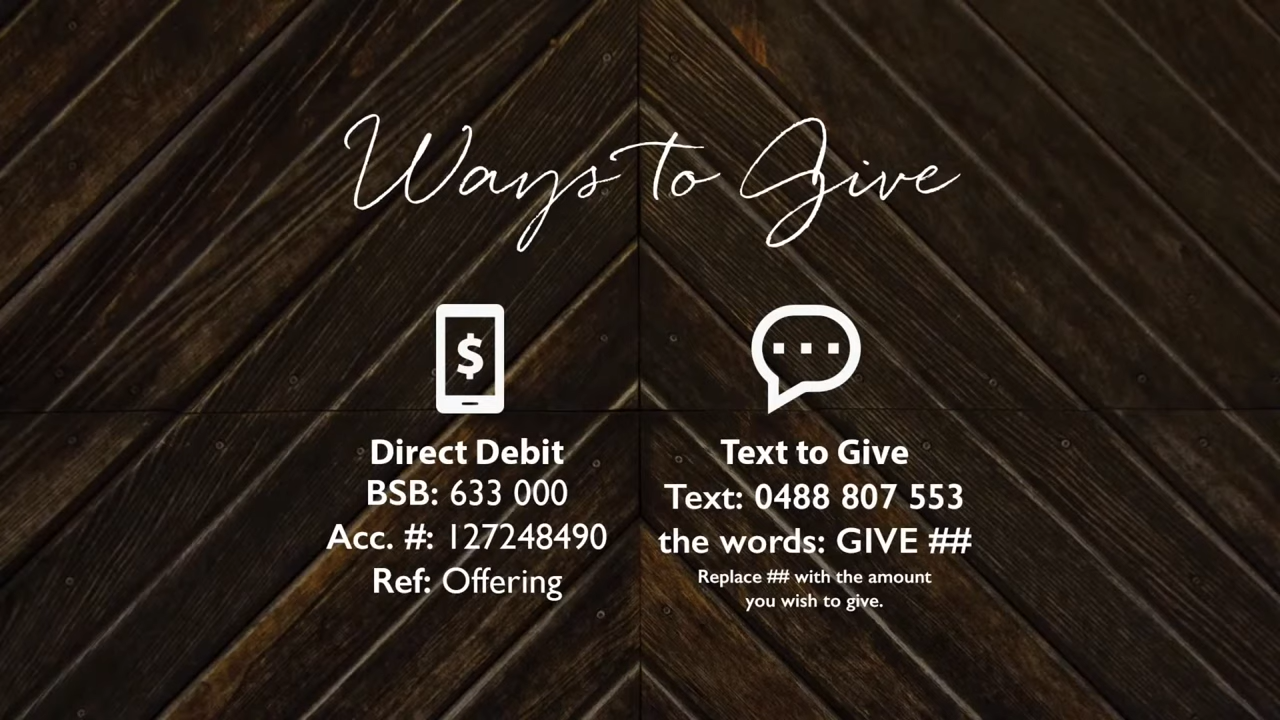 Ways to Give
$
Direct Debit
BSB: 633 000
Acc. #: 127248490
Ref: Offering
Text to Give
Text: 0488 807 553
the words: GIVE ##
Replace ## with the amount
you wish to give.